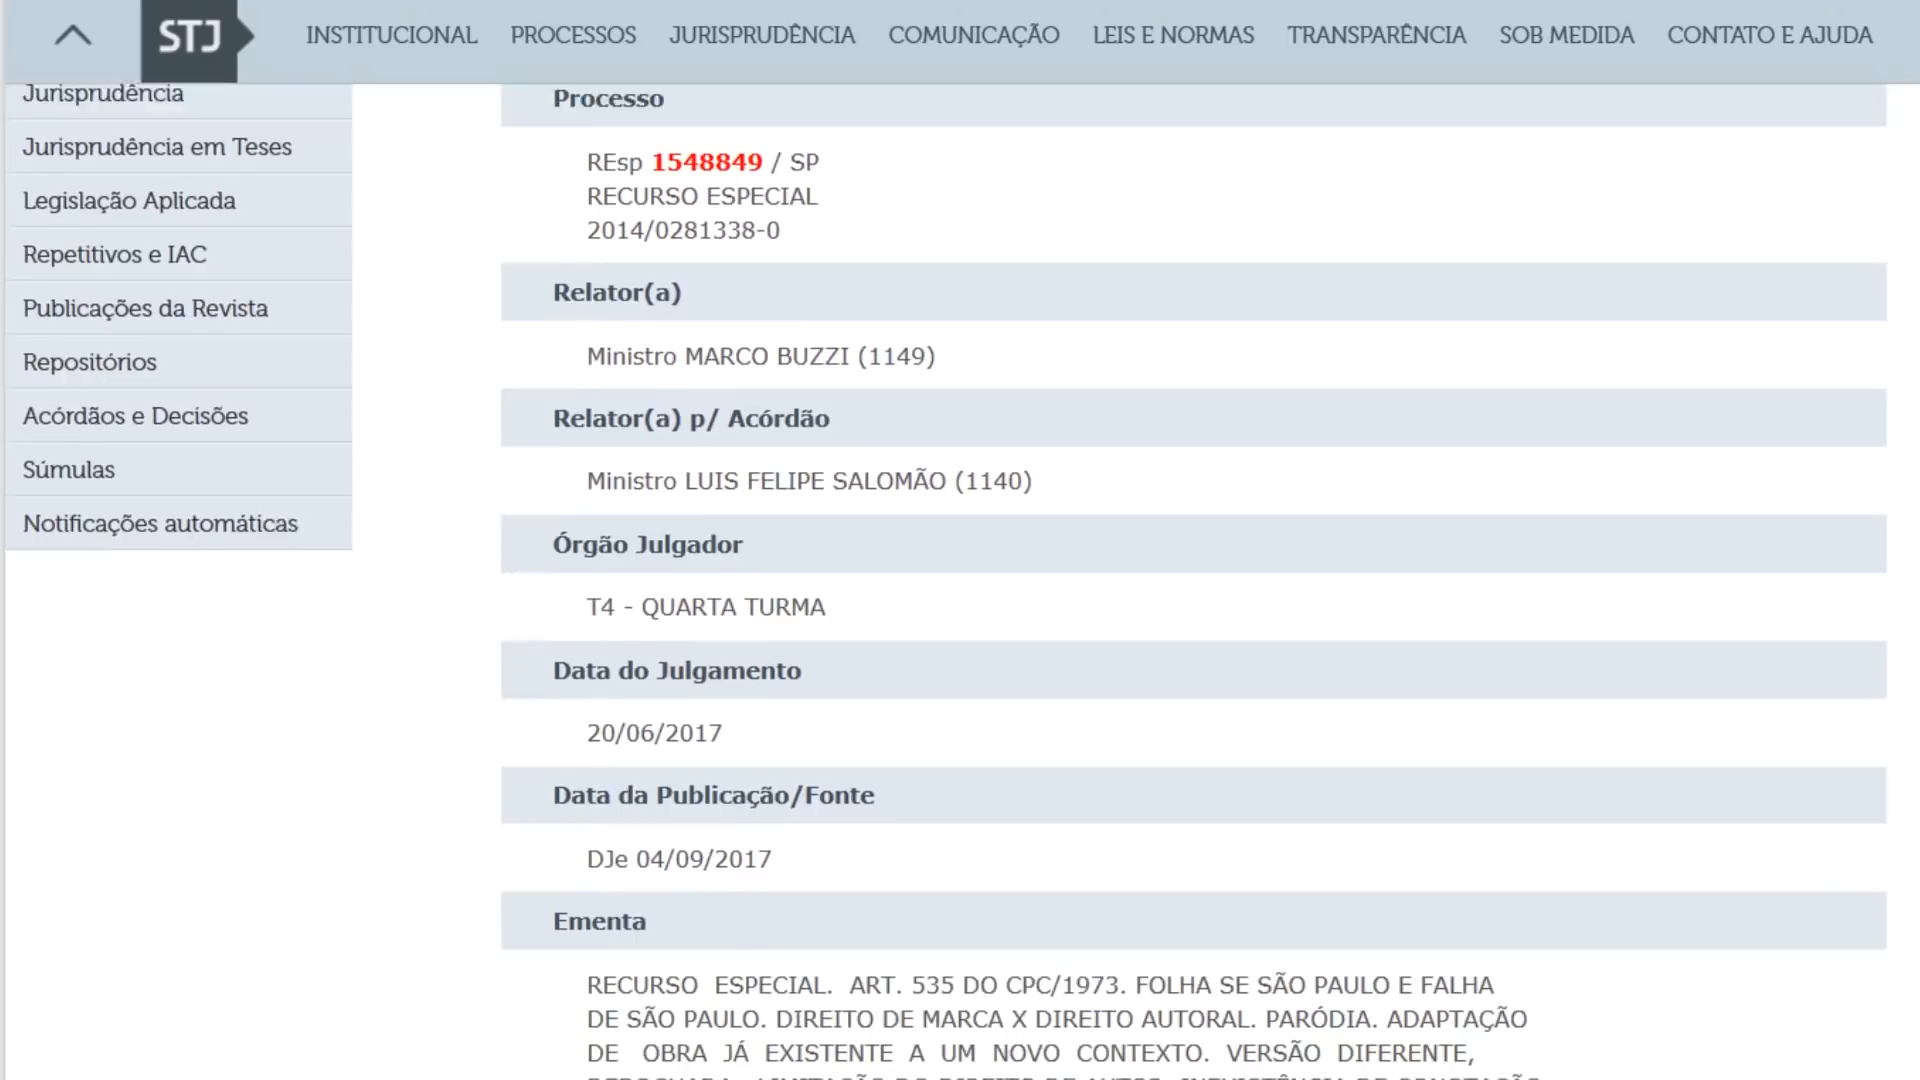 STJ
INSTITUCIONAL PROCESSOS JURISPRUDÊNCIA COMUNICAÇÃO LEIS E NORMAS TRANSPARÊNCIA SOB MEDIDA CONTATO E AJUDA
Jurisprudência
Jurisprudência em Teses
Legislação Aplicada
Repetitivos e IAC
Publicações da Revista
Repositórios
Acórdãos e Decisões
Súmulas
Notificações automáticas
Processo
REsp 1548849 / SP
RECURSO ESPECIAL
2014/0281338-0
Relator(a)
Ministro MARCO BUZZI (1149)
Relator(a) p/ Acórdão
Ministro LUIS FELIPE SALOMÃO (1140)
Órgão Julgador
T4 - QUARTA TURMA
Data do Julgamento
20/06/2017
Data da Publicação/Fonte
DJe 04/09/2017
Ementa
RECURSO ESPECIAL. ART. 535 DO CPC/1973. FOLHA SE SÃO PAULO E FALHA
DE SÃO PAULO. DIREITO DE MARCA X DIREITO AUTORAL. PARÓDIA. ADAPTAÇÃO
DE OBRA JÁ EXISTENTE A UM NOVO CONTEXTO. VERSÃO DIFERENTE,